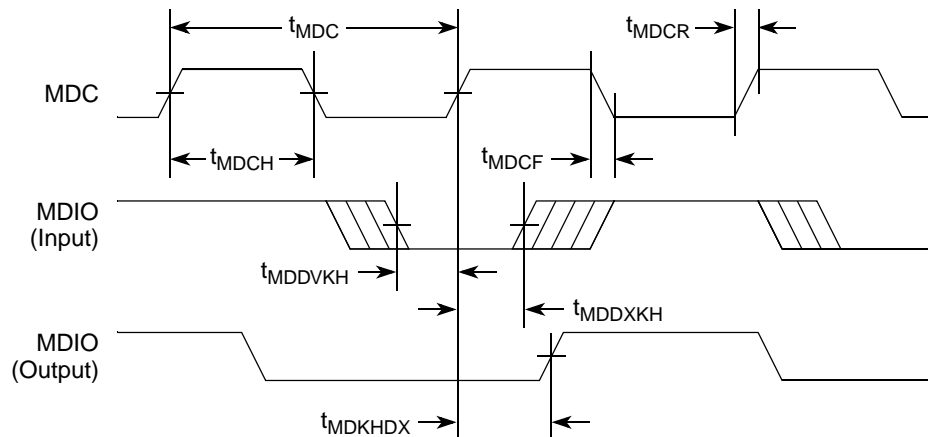 tMDC
tMDCR
MDC
tMDCH
tMDCF
MDIO
(Input)
tMDDVKH
tMDDXKH
MDIO
(Output)
tMDKHDX